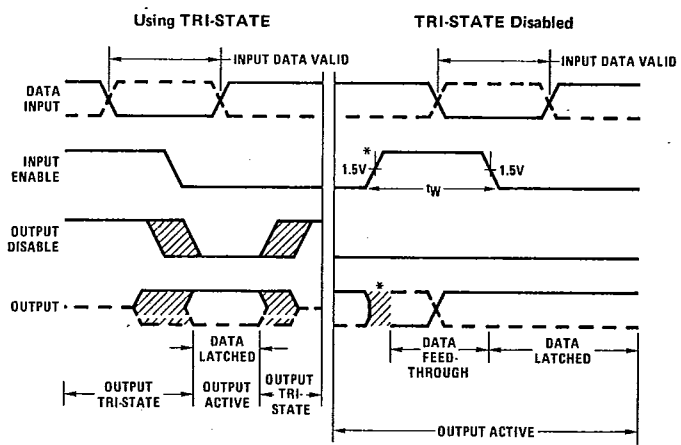 Using TRI-STATE
TRI-STATE Disabled
INPUT DATA VALID
INPUT DATA VALID
DATA
INPUT
INPUT
ENABLE
*
1.5V
1.5V
tW
OUTPUT
DISABLE
OUTPUT
*
DATA
LATCHED
DATA
FEED-
THROUGH
DATA
LATCHED
OUTPUT
TRI-STATE
OUTPUT
ACTIVE
OUTPUT
TRI-
STATE
OUTPUT ACTIVE